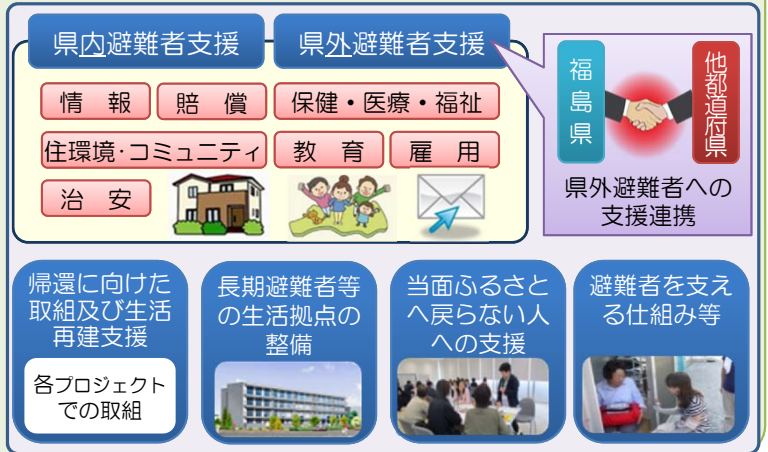 県内避難者支援
県外避難者支援
情 報
賠 償
保健・医療・福祉
住環境・コミュニティ
教 育
雇 用
治 安
福島県
他都道府県
県外避難者への
支援連携
帰還に向けた
取組及び生活
再建支援
各プロジェクト
での取組
長期避難者等
の生活拠点の
整備
当面ふるさと
へ戻らない人
への支援
避難者を支え
る仕組み等